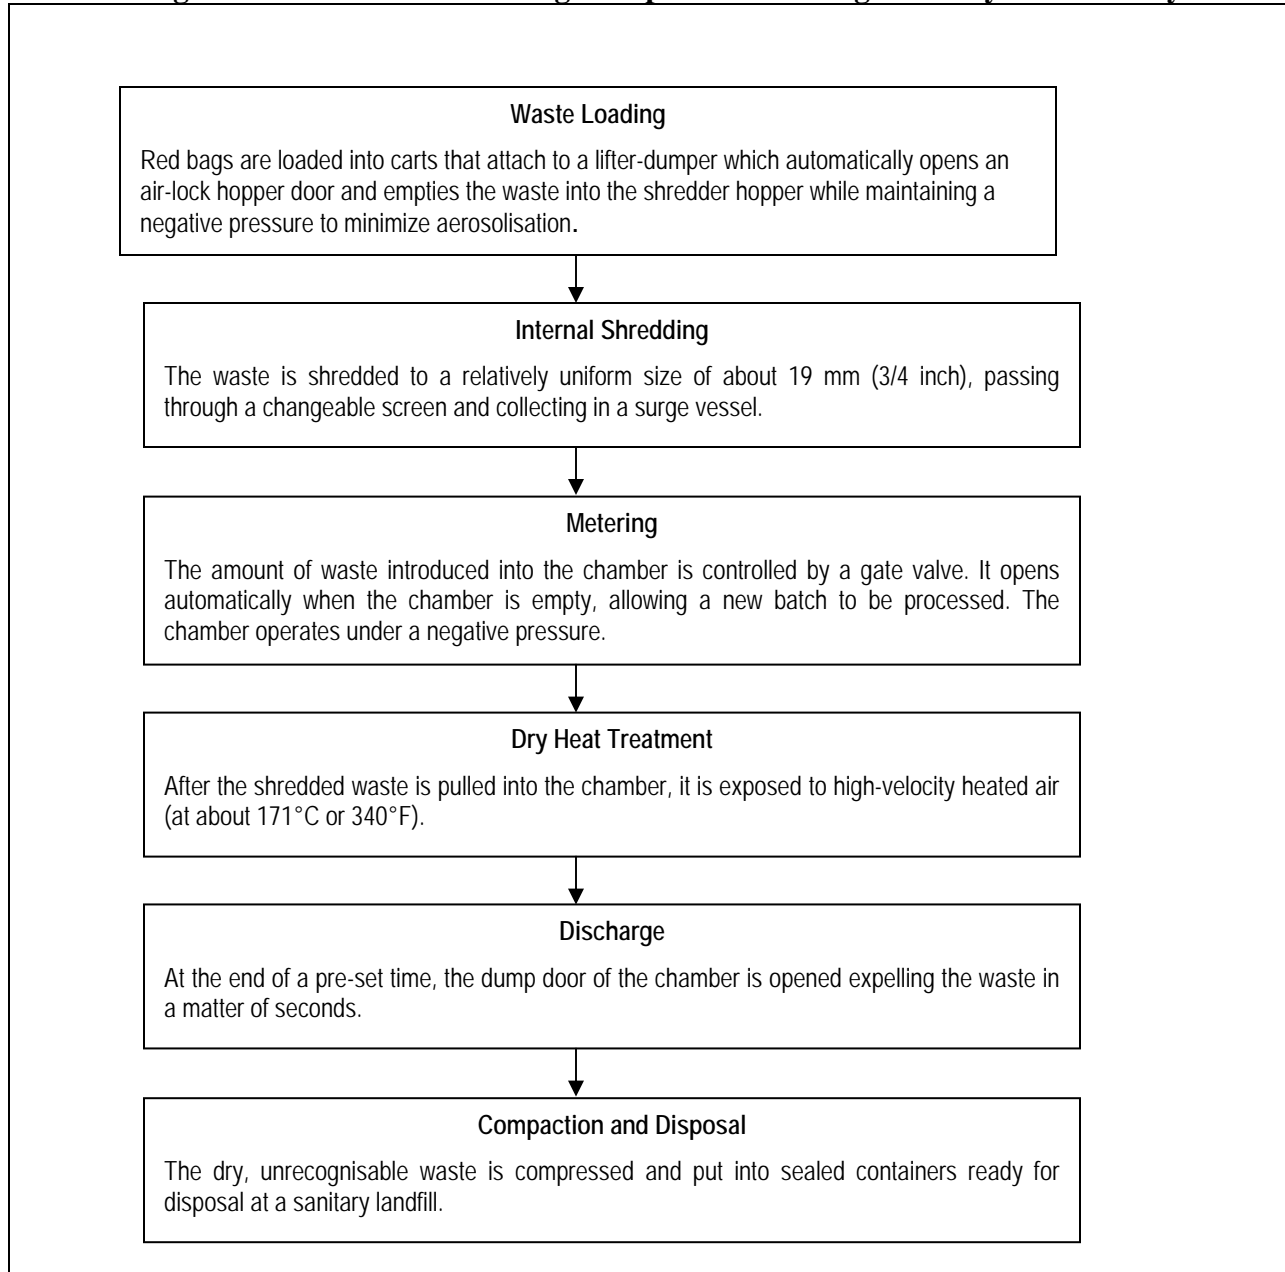 Waste Loading
Red bags are loaded into carts that attach to a lifter-dumper which automatically opens an
air-lock hopper door and empties the waste into the shredder hopper while maintaining a
negative pressure to minimize aerosolisation.
Internal Shredding
The waste is shredded to a relatively uniform size of about 19 mm (3/4 inch), passing
through a changeable screen and collecting in a surge vessel.
Metering
The amount of waste introduced into the chamber is controlled by a gate valve. It opens
automatically when the chamber is empty, allowing a new batch to be processed. The
chamber operates under a negative pressure.
Dry Heat Treatment
After the shredded waste is pulled into the chamber, it is exposed to high-velocity heated air
(at about 171°C or 340°F).
Discharge
At the end of a pre-set time, the dump door of the chamber is opened expelling the waste in
a matter of seconds.
Compaction and Disposal
The dry, unrecognisable waste is compressed and put into sealed containers ready for
disposal at a sanitary landfill.